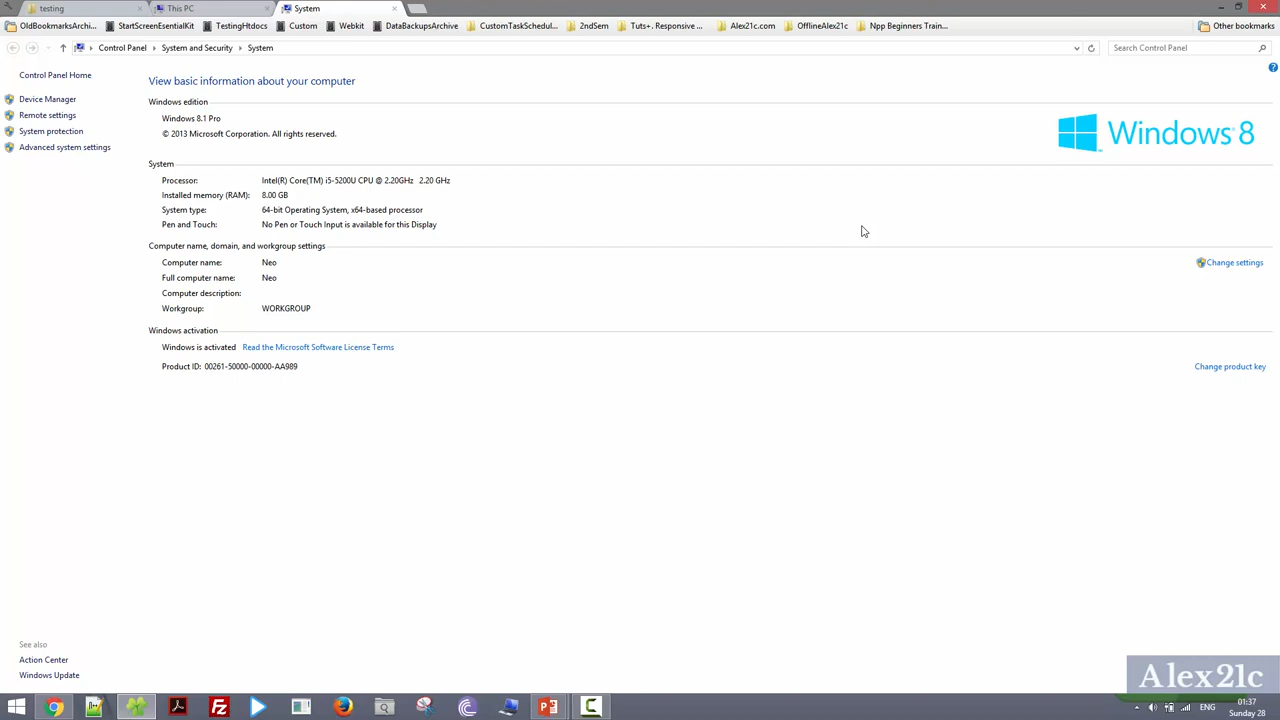 testing This PC System
OldBookmarksArchi... StartScreenEsentialKit TestingHtdocs Custom Webkit DataBackupsArchive CustomTaskSchedul... 2ndSem Tuts+. Responsive ... Alex21c.com OfflineAlex21c Npp Beginners Train... Other bookmarks
Control Panel System and Security System Search Control Panel
Control Panel Home
Device Manager
Remote settings
System protection
Advanced system settings
View basic information about your computer
Windows edition
Windows 8.1 Pro
© 2013 Microsoft Corporation. All rights reserved.
Windows 8
System
Processor: Intel(R) Core(TM) i5-5200U CPU @ 2.20GHz 2.20 GHz
Installed memory (RAM): 8.00 GB
System type: 64-bit Operating System, x64-based processor
Pen and Touch: No Pen or Touch Input is available for this Display
Computer name, domain, and workgroup settings
Computer name: Neo
Change settings
Full computer name: Neo
Computer description:
Workgroup: WORKGROUP
Windows activation
Windows is activated Read the Microsoft Software License Terms
Product ID: 00261-50000-00000-AA989
Change product key
See also
Action Center
Windows Update
Alex21c
ENG
01:37
Sunday 28